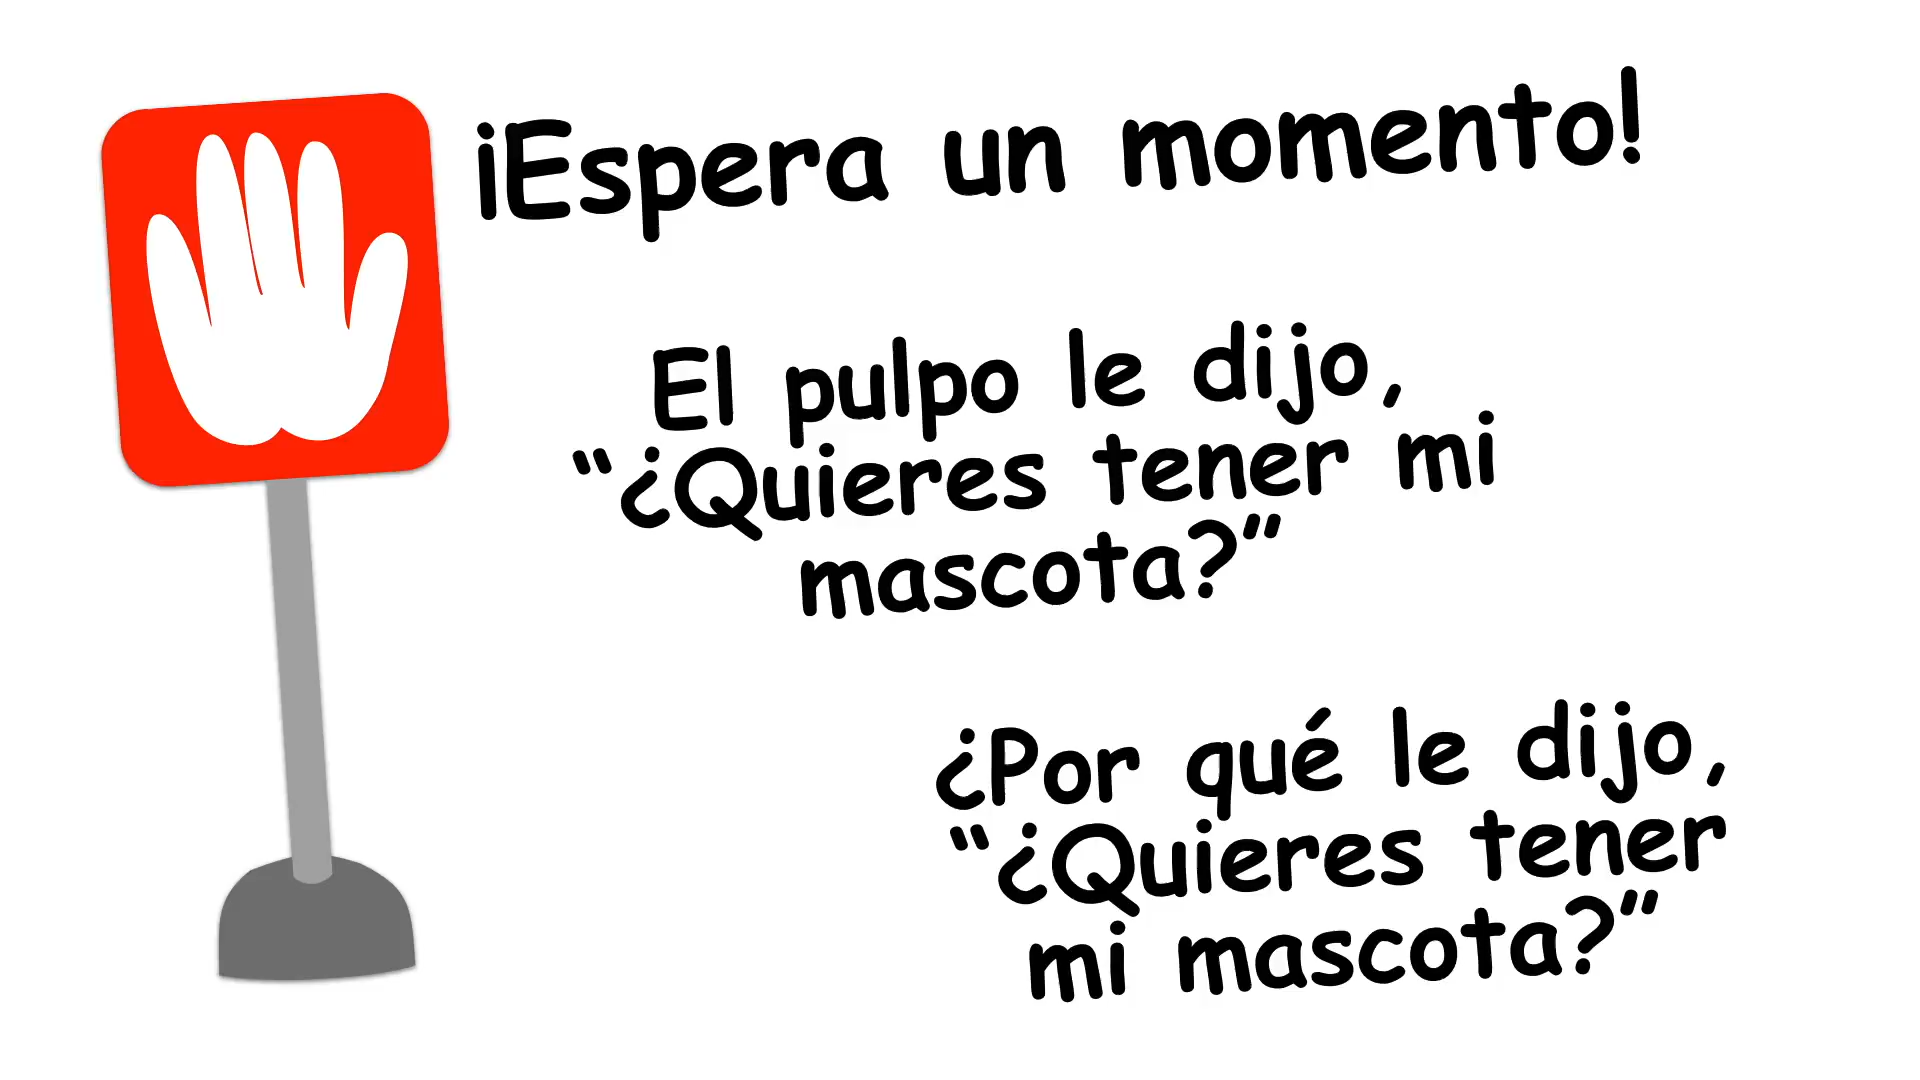 ¡Espera un momento!
El pulpo le dijo,
“¿Quieres tener mi
mascota?”
¿Por qué le dijo,
“¿Quieres tener
mi mascota?”